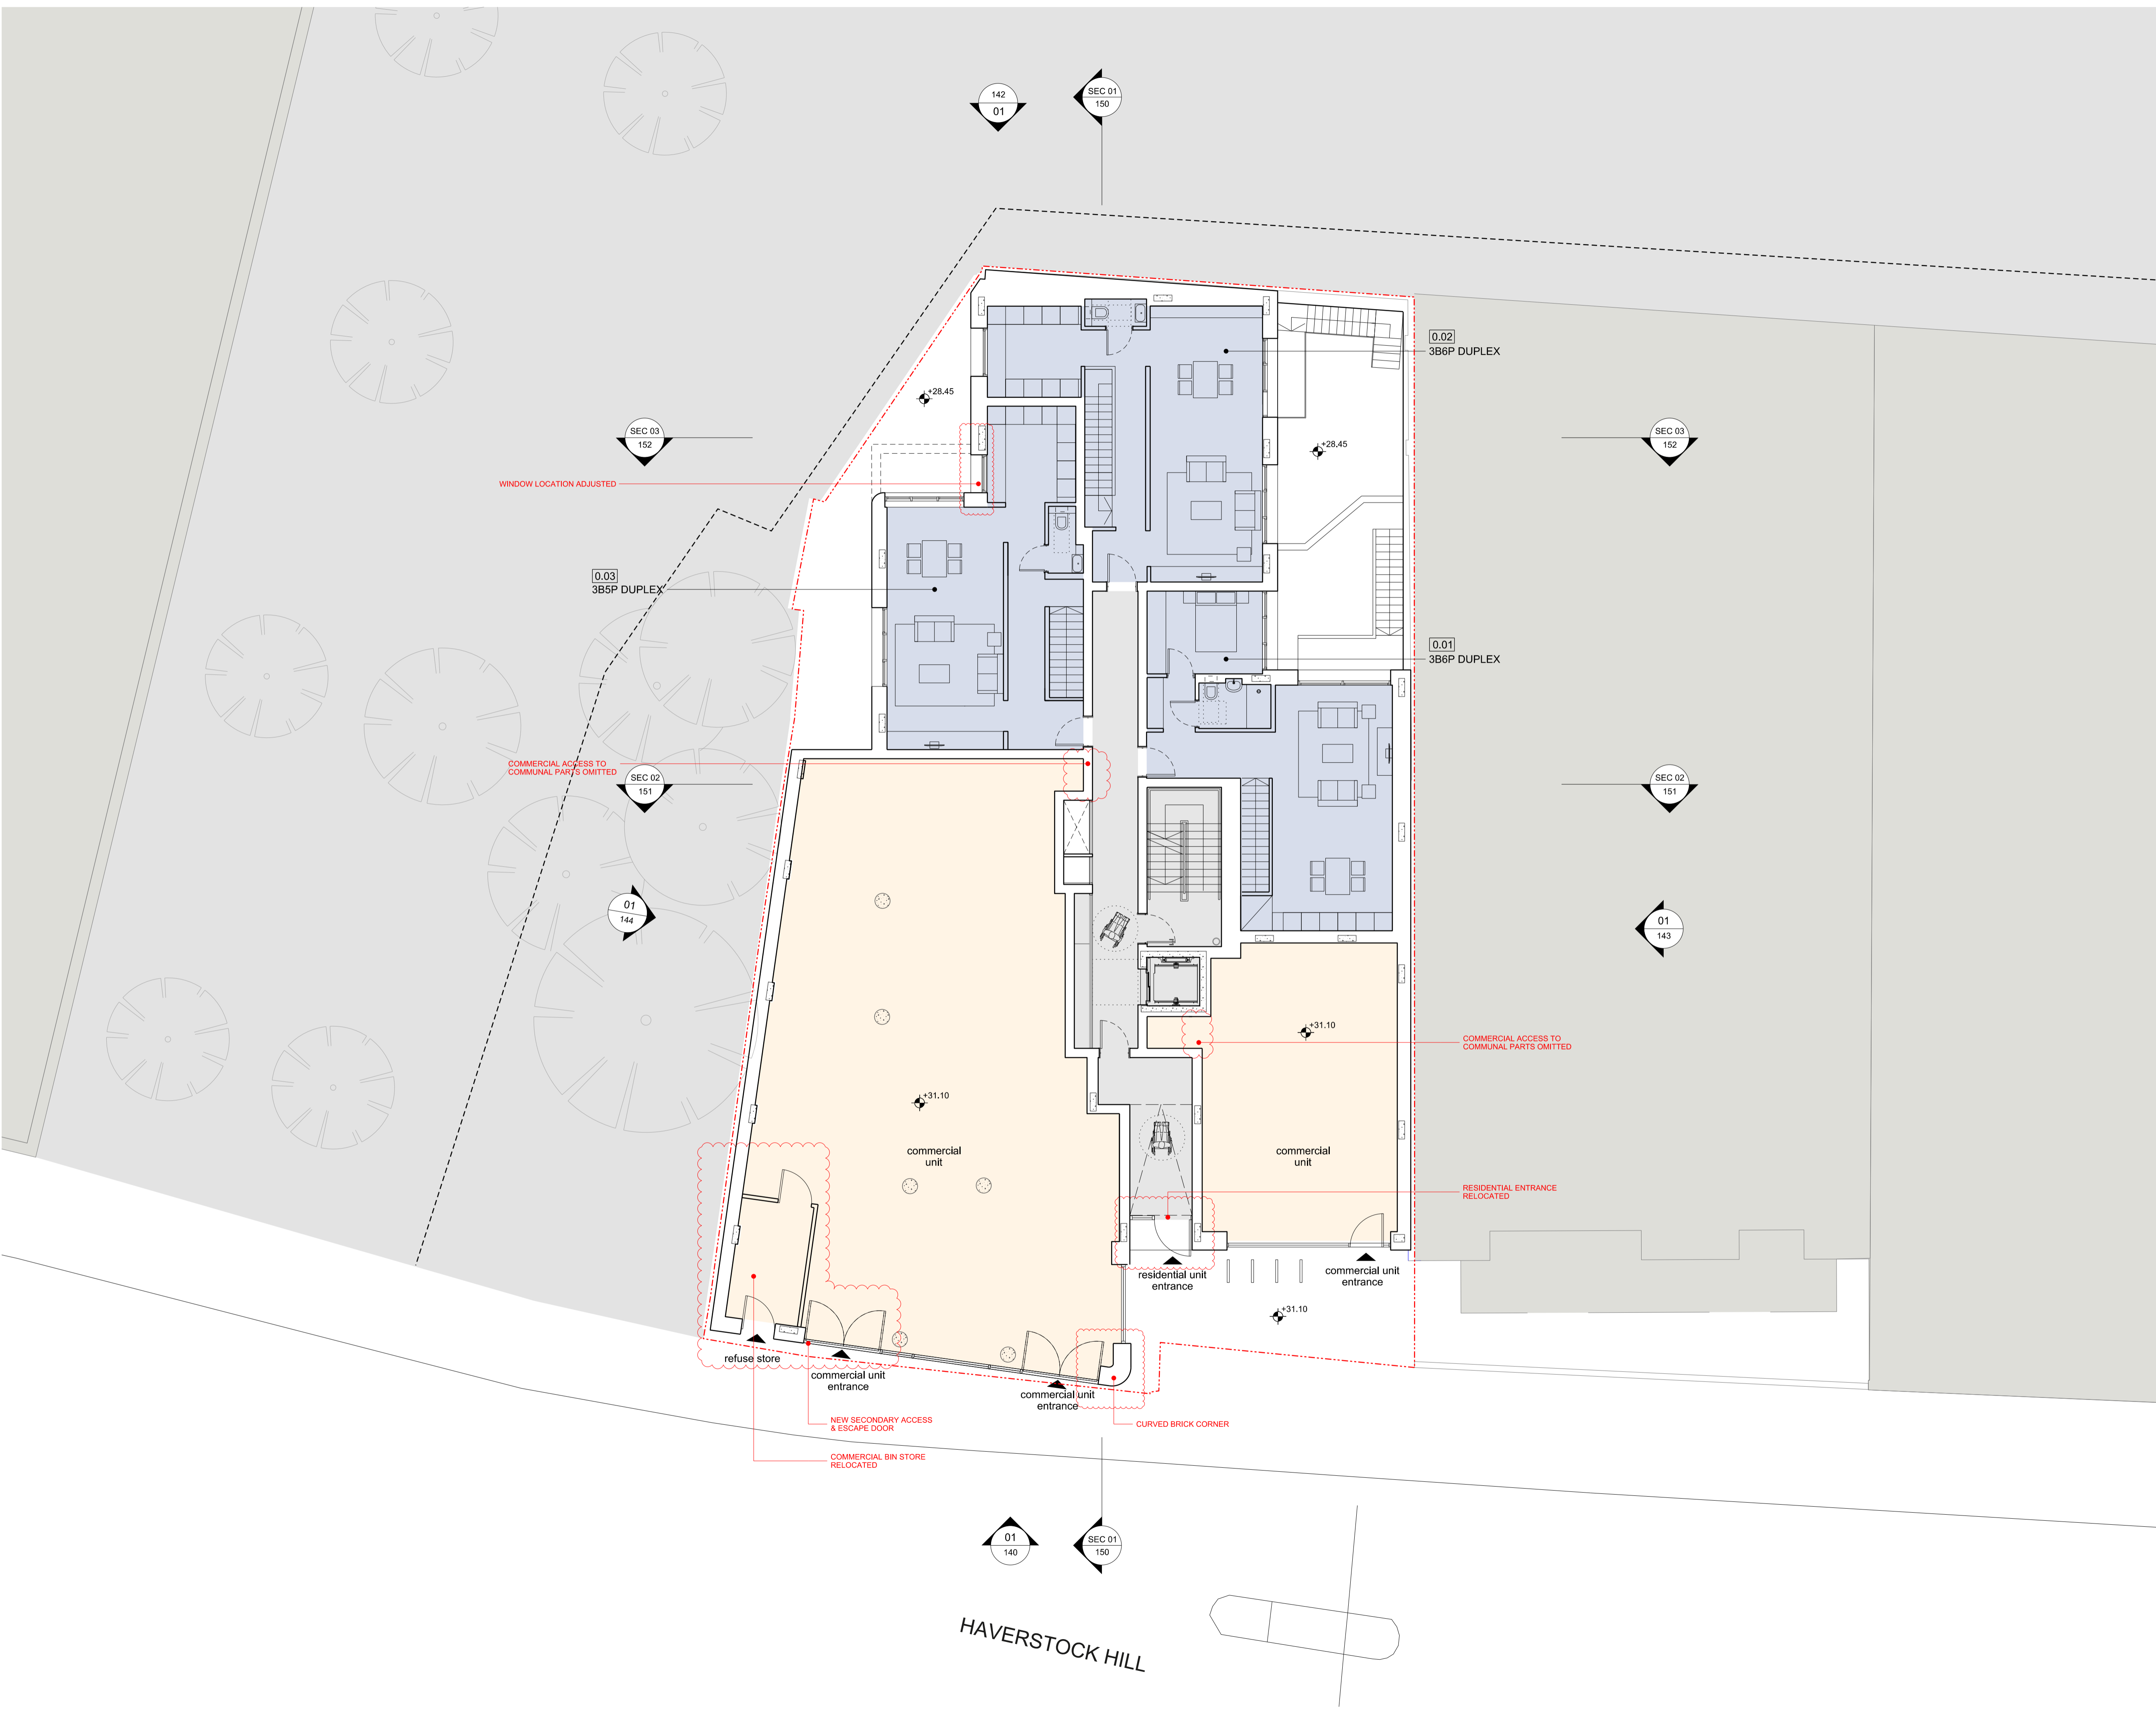 142
01
SEC 01
150
0.02
3B6P DUPLEX
+28.45
SEC 03
152
SEC 03
152
+28.45
WINDOW LOCATION ADJUSTED
0.03
3B5P DUPLEX
0.01
3B6P DUPLEX
COMMERCIAL ACCESS TO
COMMUNAL PARTS OMITTED
SEC 02
151
SEC 02
151
01
144
01
143
+31.10
COMMERCIAL ACCESS TO
COMMUNAL PARTS OMITTED
+31.10
commercial
unit
commercial
unit
RESIDENTIAL ENTRANCE
RELOCATED
residential unit
entrance
commercial unit
entrance
+31.10
refuse store
commercial unit
entrance
commercial unit
entrance
NEW SECONDARY ACCESS
& ESCAPE DOOR
CURVED BRICK CORNER
COMMERCIAL BIN STORE
RELOCATED
01
140
SEC 01
150
HAVERSTOCK HILL